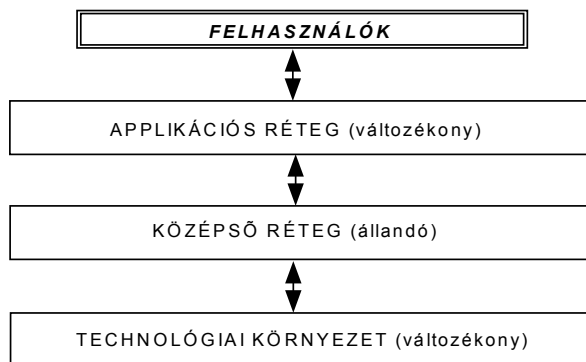 FELHASZNÁLÓK
APPLIKÁCIÓS RÉTEG (változékony)
KÖZÉPSÕ RÉTEG (állandó)
TECHNOLÓGIAI KÖRNYEZET (változékony)